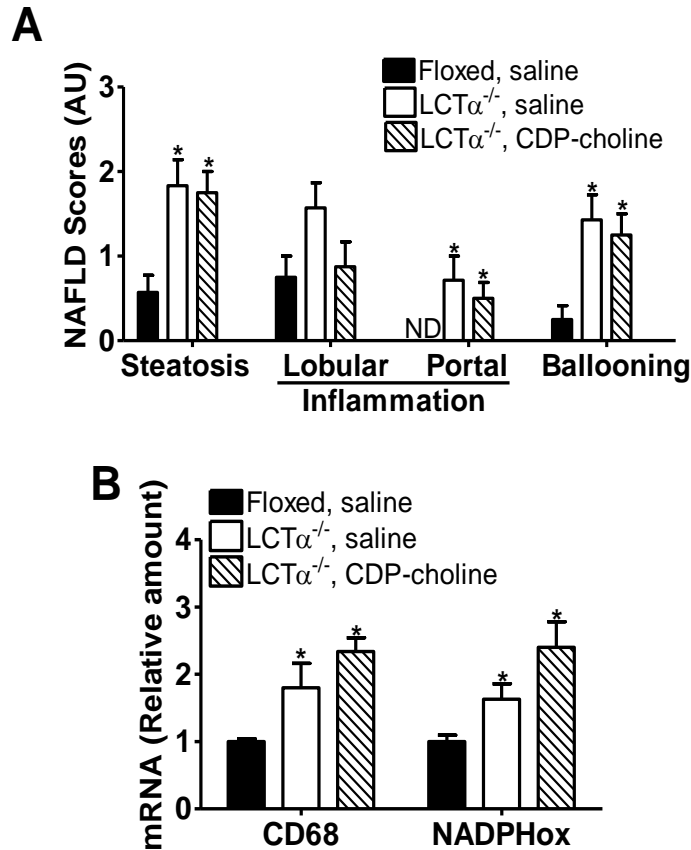 A
Floxed, saline
LCTα-/-, saline
LCTα-/-, CDP-choline
NAFLD Scores (AU)
3
2
1
0
* * ND * * * *
Steatosis Lobular Portal Ballooning
Inflammation
B
Floxed, saline
LCTα-/-, saline
LCTα-/-, CDP-choline
mRNA (Relative amount)
4
3
2
1
0
* * * *
CD68 NADPHox